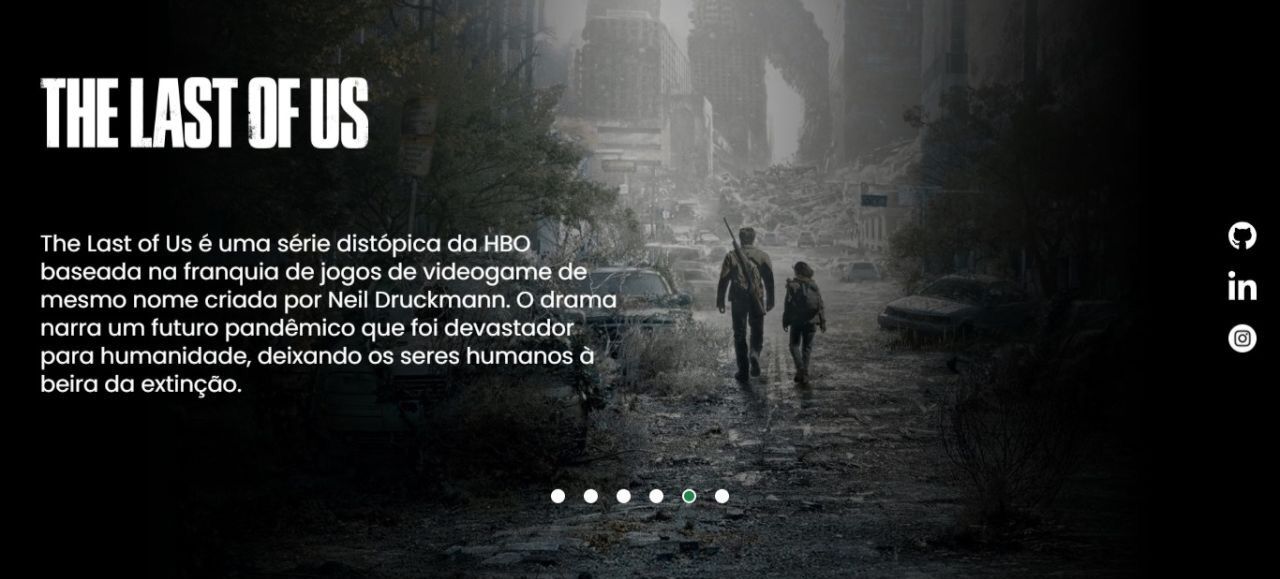 THE LAST OF US
The Last of Us é uma série distópica da HBO
baseada na franquia de jogos de videogame de
mesmo nome criada por Neil Druckmann. O drama
narra um futuro pandêmico que foi devastador
para humanidade, deixando os seres humanos à
beira da extinção.
in